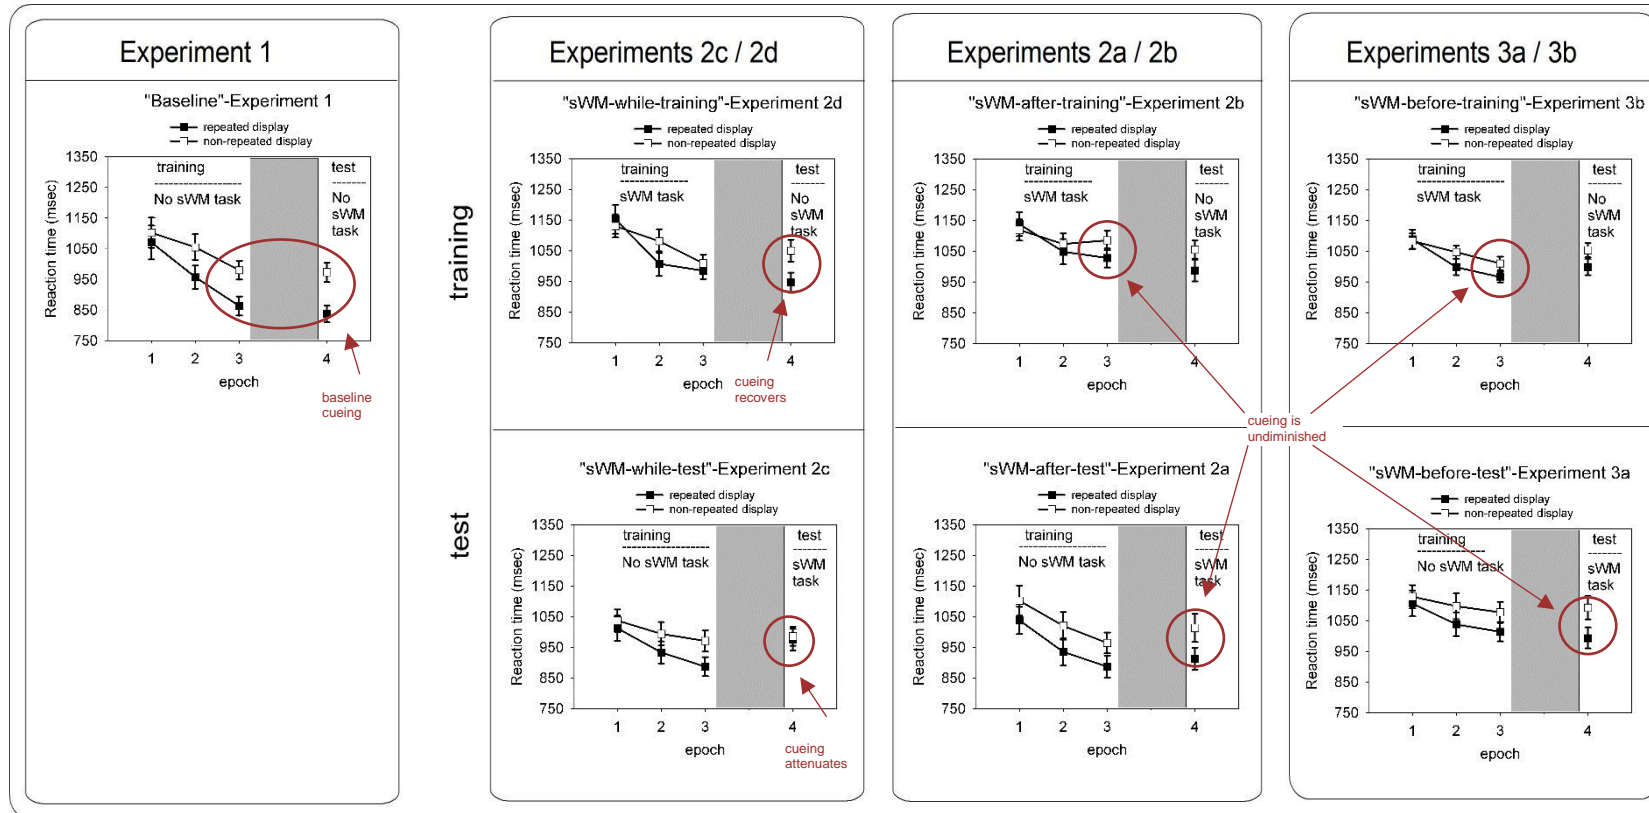 Experiment 1
"Baseline"-Experiment 1
repeated display
non-repeated display
1350
1250
1150
1050
950
850
750
Reaction time (msec)
training
No sWM task
test
No
sWM
task
1 2 3 4
epoch
baseline
cueing
training
test
Experiments 2c / 2d
"sWM-while-training"-Experiment 2d
repeated display
non-repeated display
1350
1250
1150
1050
950
850
750
Reaction time (msec)
training
sWM task
test
No
sWM
task
1 2 3 4
epoch
cueing
recovers
"sWM-while-test"-Experiment 2c
repeated display
non-repeated display
1350
1250
1150
1050
950
850
750
Reaction time (msec)
training
No sWM task
test
sWM
task
1 2 3 4
epoch
cueing
attenuates
Experiments 2a / 2b
"sWM-after-training"-Experiment 2b
repeated display
non-repeated display
1350
1250
1150
1050
950
850
750
Reaction time (msec)
training
sWM task
test
No
sWM
task
1 2 3 4
epoch
"sWM-after-test"-Experiment 2a
repeated display
non-repeated display
1350
1250
1150
1050
950
850
750
Reaction time (msec)
training
No sWM task
test
sWM
task
1 2 3 4
epoch
Experiments 3a / 3b
"sWM-before-training"-Experiment 3b
repeated display
non-repeated display
1350
1250
1150
1050
950
850
750
Reaction time (msec)
training
sWM task
test
No
sWM
task
1 2 3 4
epoch
cueing is
undiminished
"sWM-before-test"-Experiment 3a
repeated display
non-repeated display
1350
1250
1150
1050
950
850
750
Reaction time (msec)
training
No sWM task
test
sWM
task
1 2 3 4
epoch